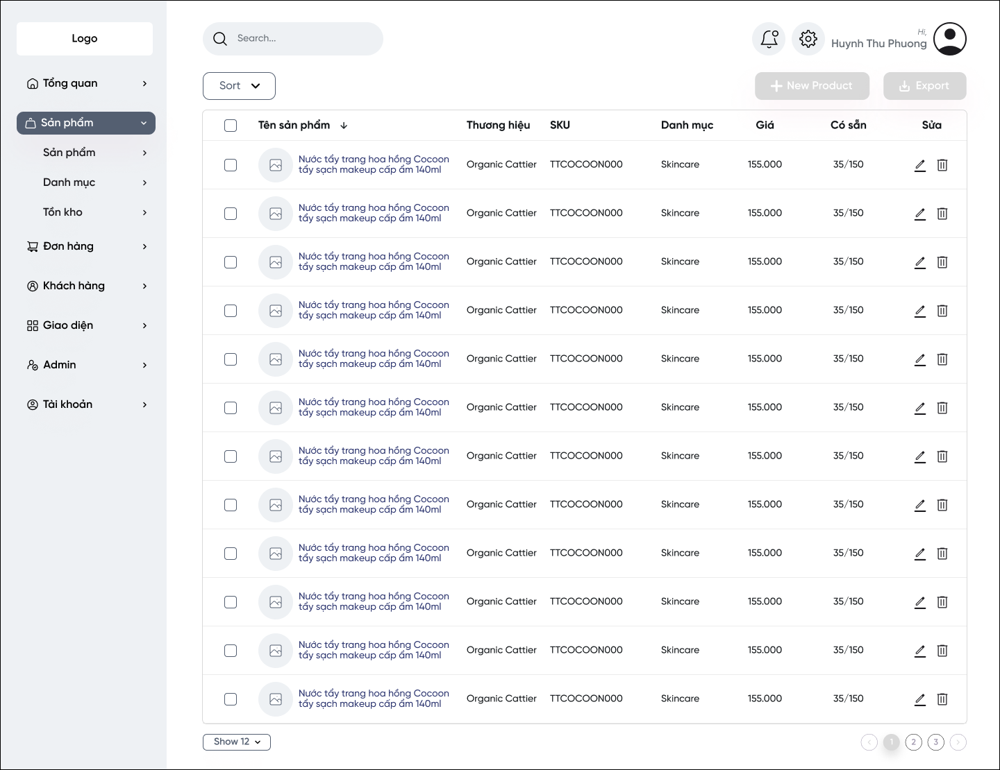 Logo
Tổng quan
Sản phẩm
Sản phẩm
Danh mục
Tồn kho
Đơn hàng
Khách hàng
Giao diện
Admin
Tài khoản
Search...
Hi,
Huynh Thu Phuong
Sort
New Product
Export
Tên sản phẩm Thương hiệu SKU Danh mục Giá Có sẵn Sửa
Nước tẩy trang hoa hồng Cocoon
tẩy sạch makeup cấp ẩm 140ml
Organic Cattier TTCOCOON000 Skincare 155.000 35/150
Nước tẩy trang hoa hồng Cocoon
tẩy sạch makeup cấp ẩm 140ml
Organic Cattier TTCOCOON000 Skincare 155.000 35/150
Nước tẩy trang hoa hồng Cocoon
tẩy sạch makeup cấp ẩm 140ml
Organic Cattier TTCOCOON000 Skincare 155.000 35/150
Nước tẩy trang hoa hồng Cocoon
tẩy sạch makeup cấp ẩm 140ml
Organic Cattier TTCOCOON000 Skincare 155.000 35/150
Nước tẩy trang hoa hồng Cocoon
tẩy sạch makeup cấp ẩm 140ml
Organic Cattier TTCOCOON000 Skincare 155.000 35/150
Nước tẩy trang hoa hồng Cocoon
tẩy sạch makeup cấp ẩm 140ml
Organic Cattier TTCOCOON000 Skincare 155.000 35/150
Nước tẩy trang hoa hồng Cocoon
tẩy sạch makeup cấp ẩm 140ml
Organic Cattier TTCOCOON000 Skincare 155.000 35/150
Nước tẩy trang hoa hồng Cocoon
tẩy sạch makeup cấp ẩm 140ml
Organic Cattier TTCOCOON000 Skincare 155.000 35/150
Nước tẩy trang hoa hồng Cocoon
tẩy sạch makeup cấp ẩm 140ml
Organic Cattier TTCOCOON000 Skincare 155.000 35/150
Nước tẩy trang hoa hồng Cocoon
tẩy sạch makeup cấp ẩm 140ml
Organic Cattier TTCOCOON000 Skincare 155.000 35/150
Nước tẩy trang hoa hồng Cocoon
tẩy sạch makeup cấp ẩm 140ml
Organic Cattier TTCOCOON000 Skincare 155.000 35/150
Nước tẩy trang hoa hồng Cocoon
tẩy sạch makeup cấp ẩm 140ml
Organic Cattier TTCOCOON000 Skincare 155.000 35/150
Show 12
1 2 3